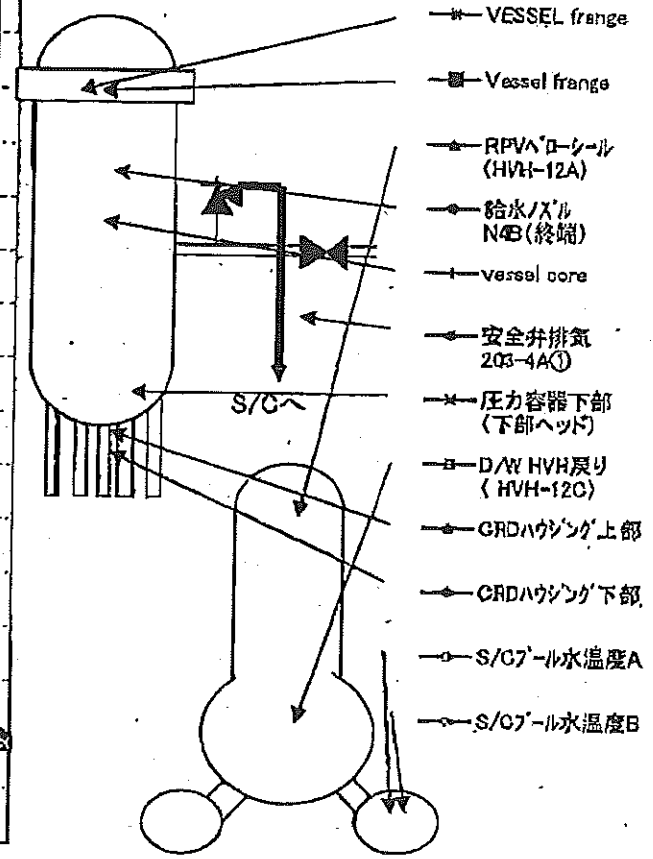 VESSEL frange
Vessel frange
RPVベローシール
(HVH-12A)
給水ノズル
N4B(終端)
vessel core
安全弁排気
203-4A①
圧力容器下部
(下部ヘッド)
D/W HVH戻り
( HVH-12C)
CRDハウジング上部
CRDハウジング下部
S/Cプール水温度A
S/Cプール水温度B
S/Cへ